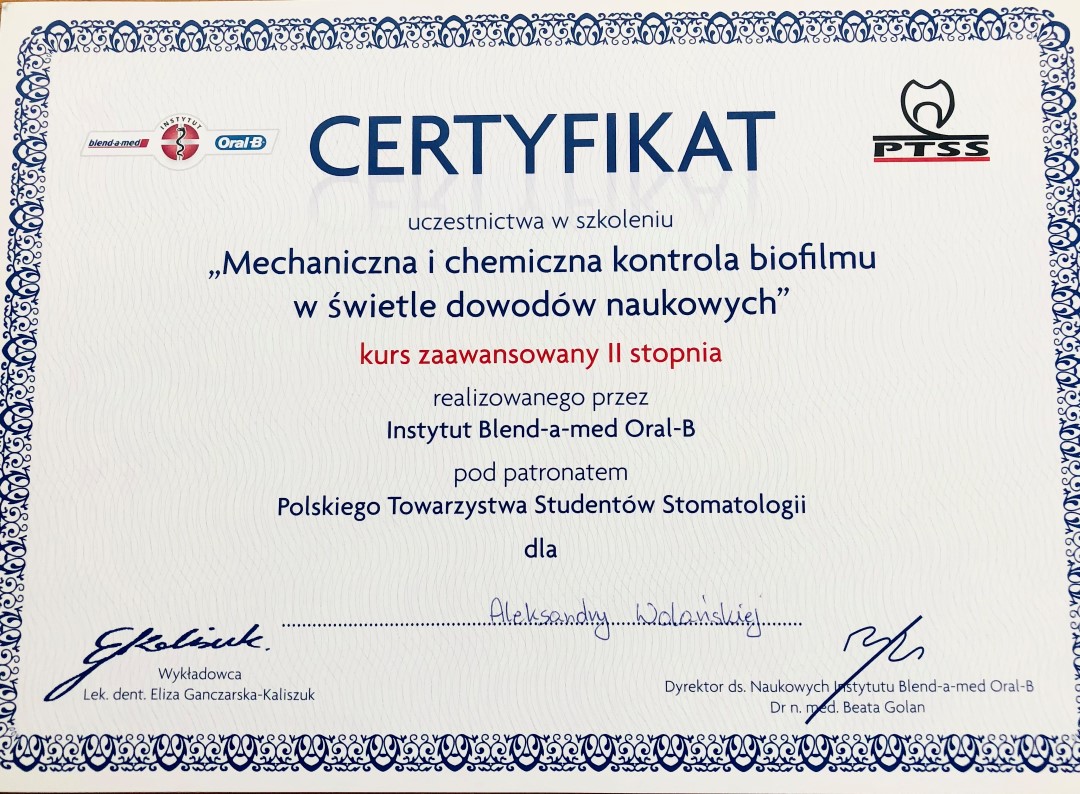 blend-a-med
INSTYTUT
Oral-B
PTSS
CERTYFIKAT
uczestnictwa w szkoleniu
„Mechaniczna i chemiczna kontrola biofilmu
w świetle dowodów naukowych”
kurs zaawansowany II stopnia
realizowanego przez
Instytut Blend-a-med Oral-B
pod patronatem
Polskiego Towarzystwa Studentów Stomatologii
dla
Aleksandry Wolańskiej
Wykładowca
Lek. dent. Eliza Ganczarska-Kaliszuk
Dyrektor ds. Naukowych Instytutu Blend-a-med Oral-B
Dr n. med. Beata Golan